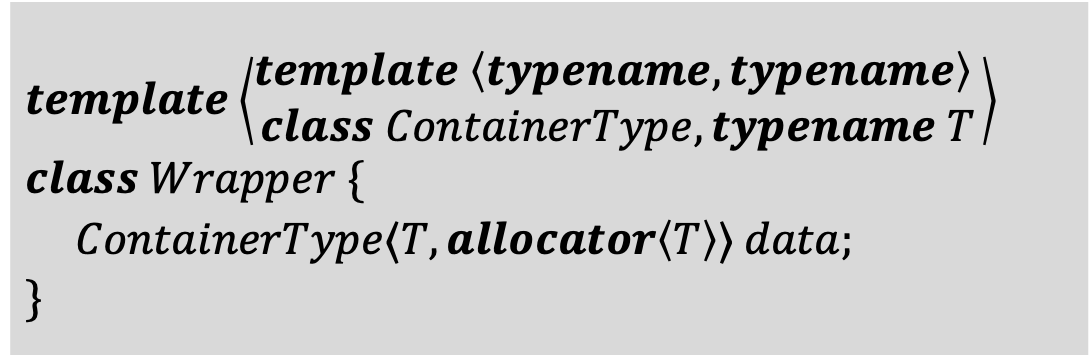 template ⟨template ⟨typename, typename⟩
class ContainerType, typename T⟩
class Wrapper {
ContainerType⟨T, allocator⟨T⟩⟩ data;
}